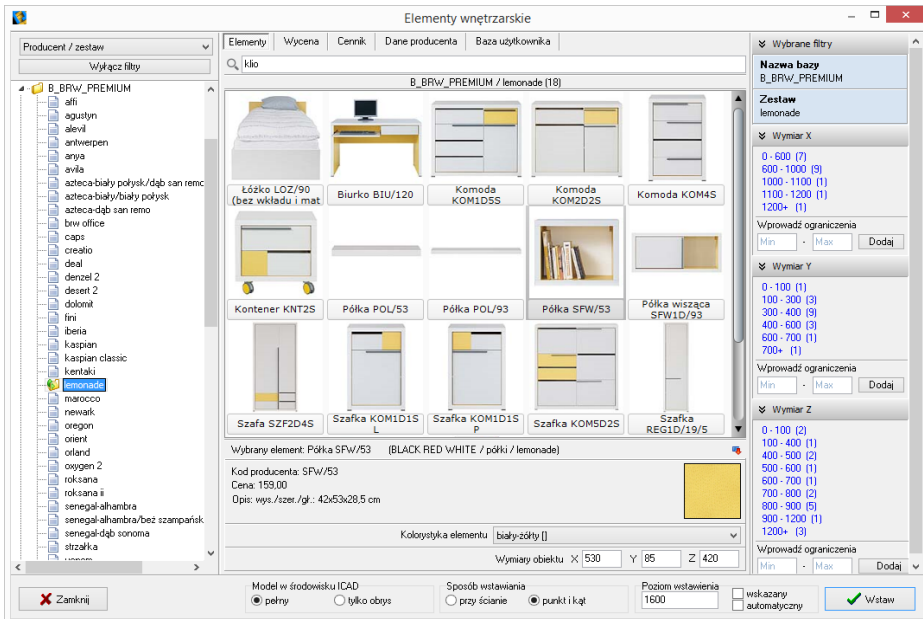 Elementy wnętrzarskie
Producent / zestaw
Wyłącz filtry
B_BRW_PREMIUM
affi
agustyn
alevil
antwerpen
anya
avila
azteca-biały połysk/dąb san remo
azteca-biały/biały połysk
azteca-dąb san remo
brw office
caps
creatio
deal
denzel 2
desert 2
dolomit
fini
iberia
kaspian
kaspian classic
kentaki
lemonade
marocco
newark
oregon
orient
orland
oxygen 2
roksana
roksana ii
senegal-alhambra
senegal-alhambra/beż szampańsk
senegal-dąb sonoma
strzałka
Elementy Wycena Cennik Dane producenta Baza użytkownika
klio
B_BRW_PREMIUM / lemonade (18)
Łóżko LOZ/90
(bez wkładu i mat
Biurko BIU/120
Komoda
KOM1D5S
Komoda
KOM2D2S
Komoda KOM4S
Kontener KNT2S
Półka POL/53
Półka POL/93
Półka SFW/53
Półka wisząca
SFW1D/93
Szafa SZF2D4S
Szafka KOM1D1S
L
Szafka KOM1D1S
P
Szafka KOM5D2S
Szafka
REG1D/19/5
Wybrany element: Półka SFW/53 (BLACK RED WHITE / półki / lemonade)
Kod producenta: SFW/53
Cena: 159,00
Opis: wys./szer./gł.: 42x53x28,5 cm
Kolorystyka elementu biały-żółty []
Wymiary obiektu X 530 Y 85 Z 420
Wybrane filtry
Nazwa bazy
B_BRW_PREMIUM
Zestaw
lemonade
Wymiar X
0 - 600 (7)
600 - 1000 (9)
1000 - 1100 (1)
1100 - 1200 (1)
1200+ (1)
Wprowadź ograniczenia
Min - Max Dodaj
Wymiar Y
0 - 100 (1)
100 - 300 (3)
300 - 400 (9)
400 - 600 (3)
600 - 700 (1)
700+ (1)
Wprowadź ograniczenia
Min - Max Dodaj
Wymiar Z
0 - 100 (2)
100 - 400 (1)
400 - 500 (2)
500 - 600 (1)
600 - 700 (1)
700 - 800 (2)
800 - 900 (5)
900 - 1200 (1)
1200+ (3)
Wprowadź ograniczenia
Min - Max Dodaj
Zamknij
Model w środowisku ICAD
pełny tylko obrys
Sposób wstawiania
przy ścianie punkt i kąt
Poziom wstawienia
1600
wskazany
automatyczny
Wstaw